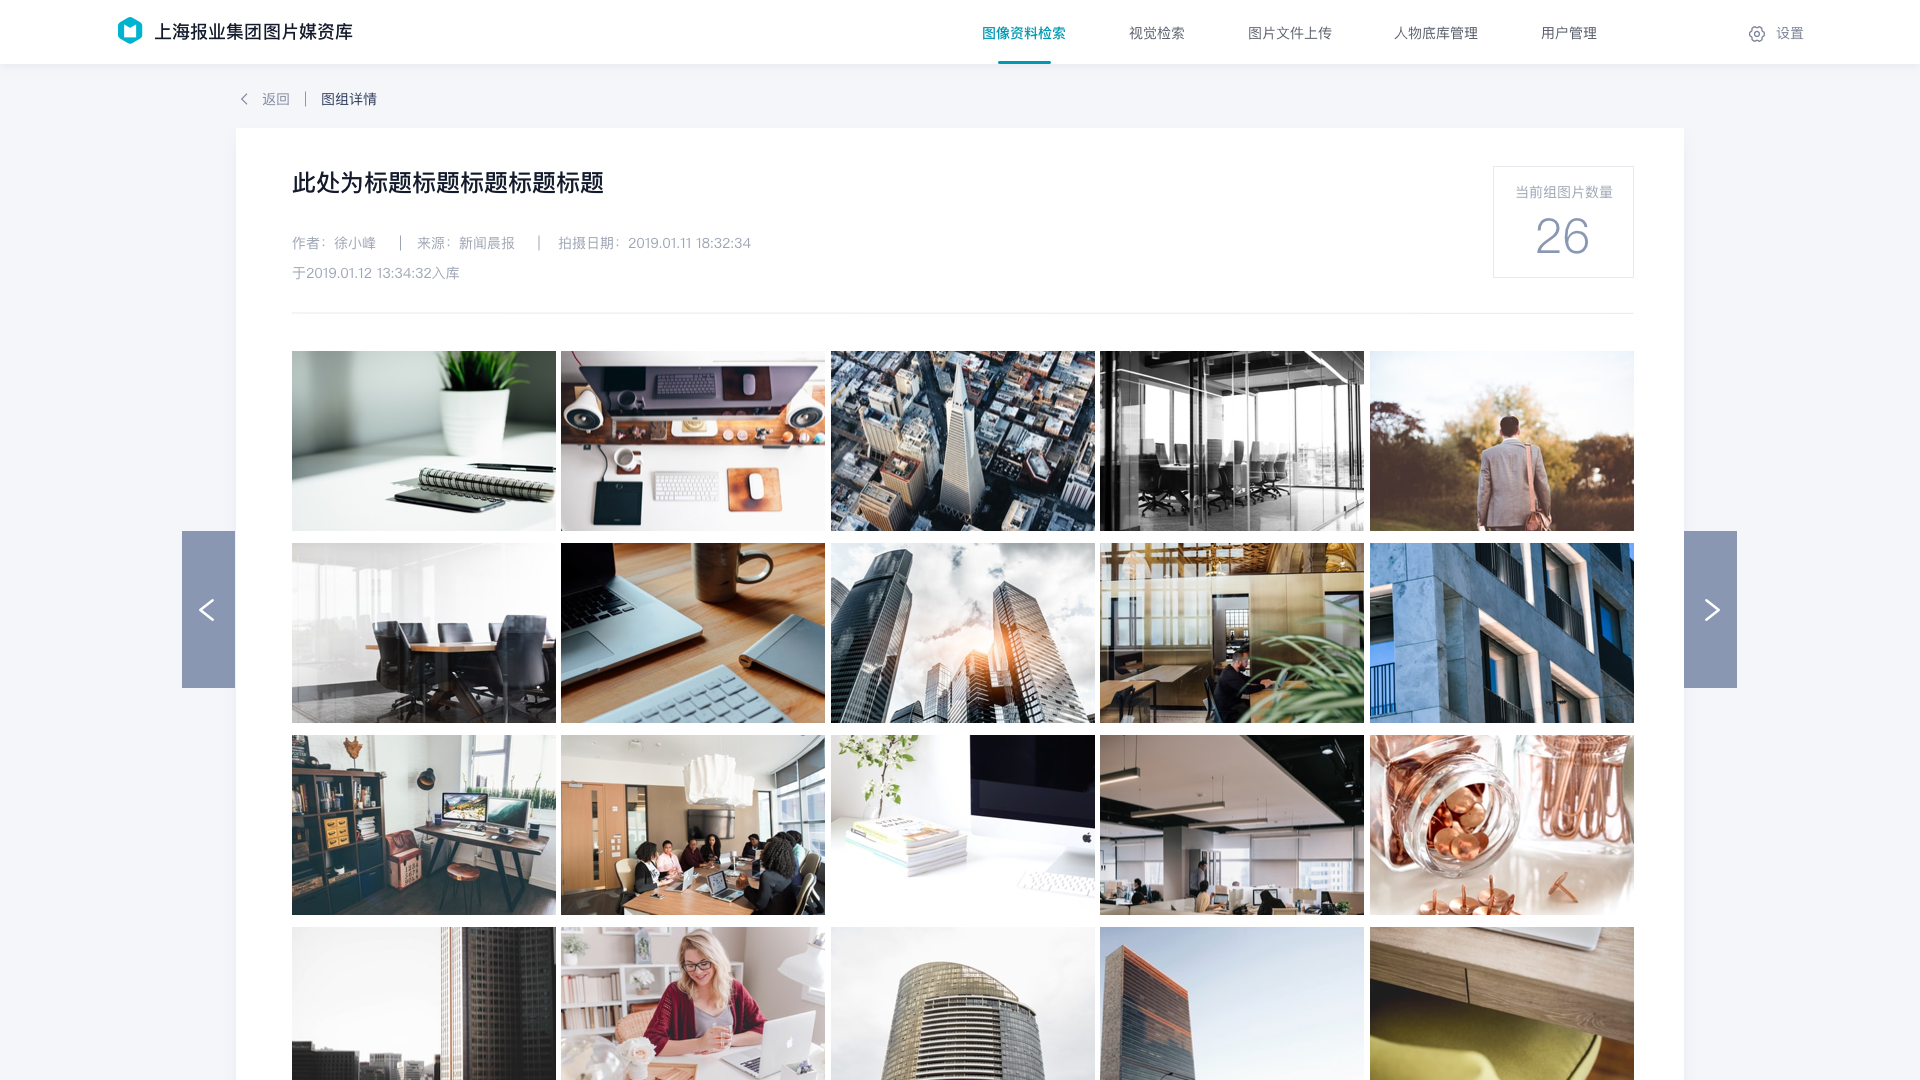 上海报业集团图片媒资库
图像资料检索
视觉检索
图片文件上传
人物底库管理
用户管理
设置
返回
图组详情
此处为标题标题标题标题标题
当前组图片数量
26
作者：徐小峰
来源：新闻晨报
拍摄日期：2019.01.11 18:32:34
于2019.01.12 13:34:32入库